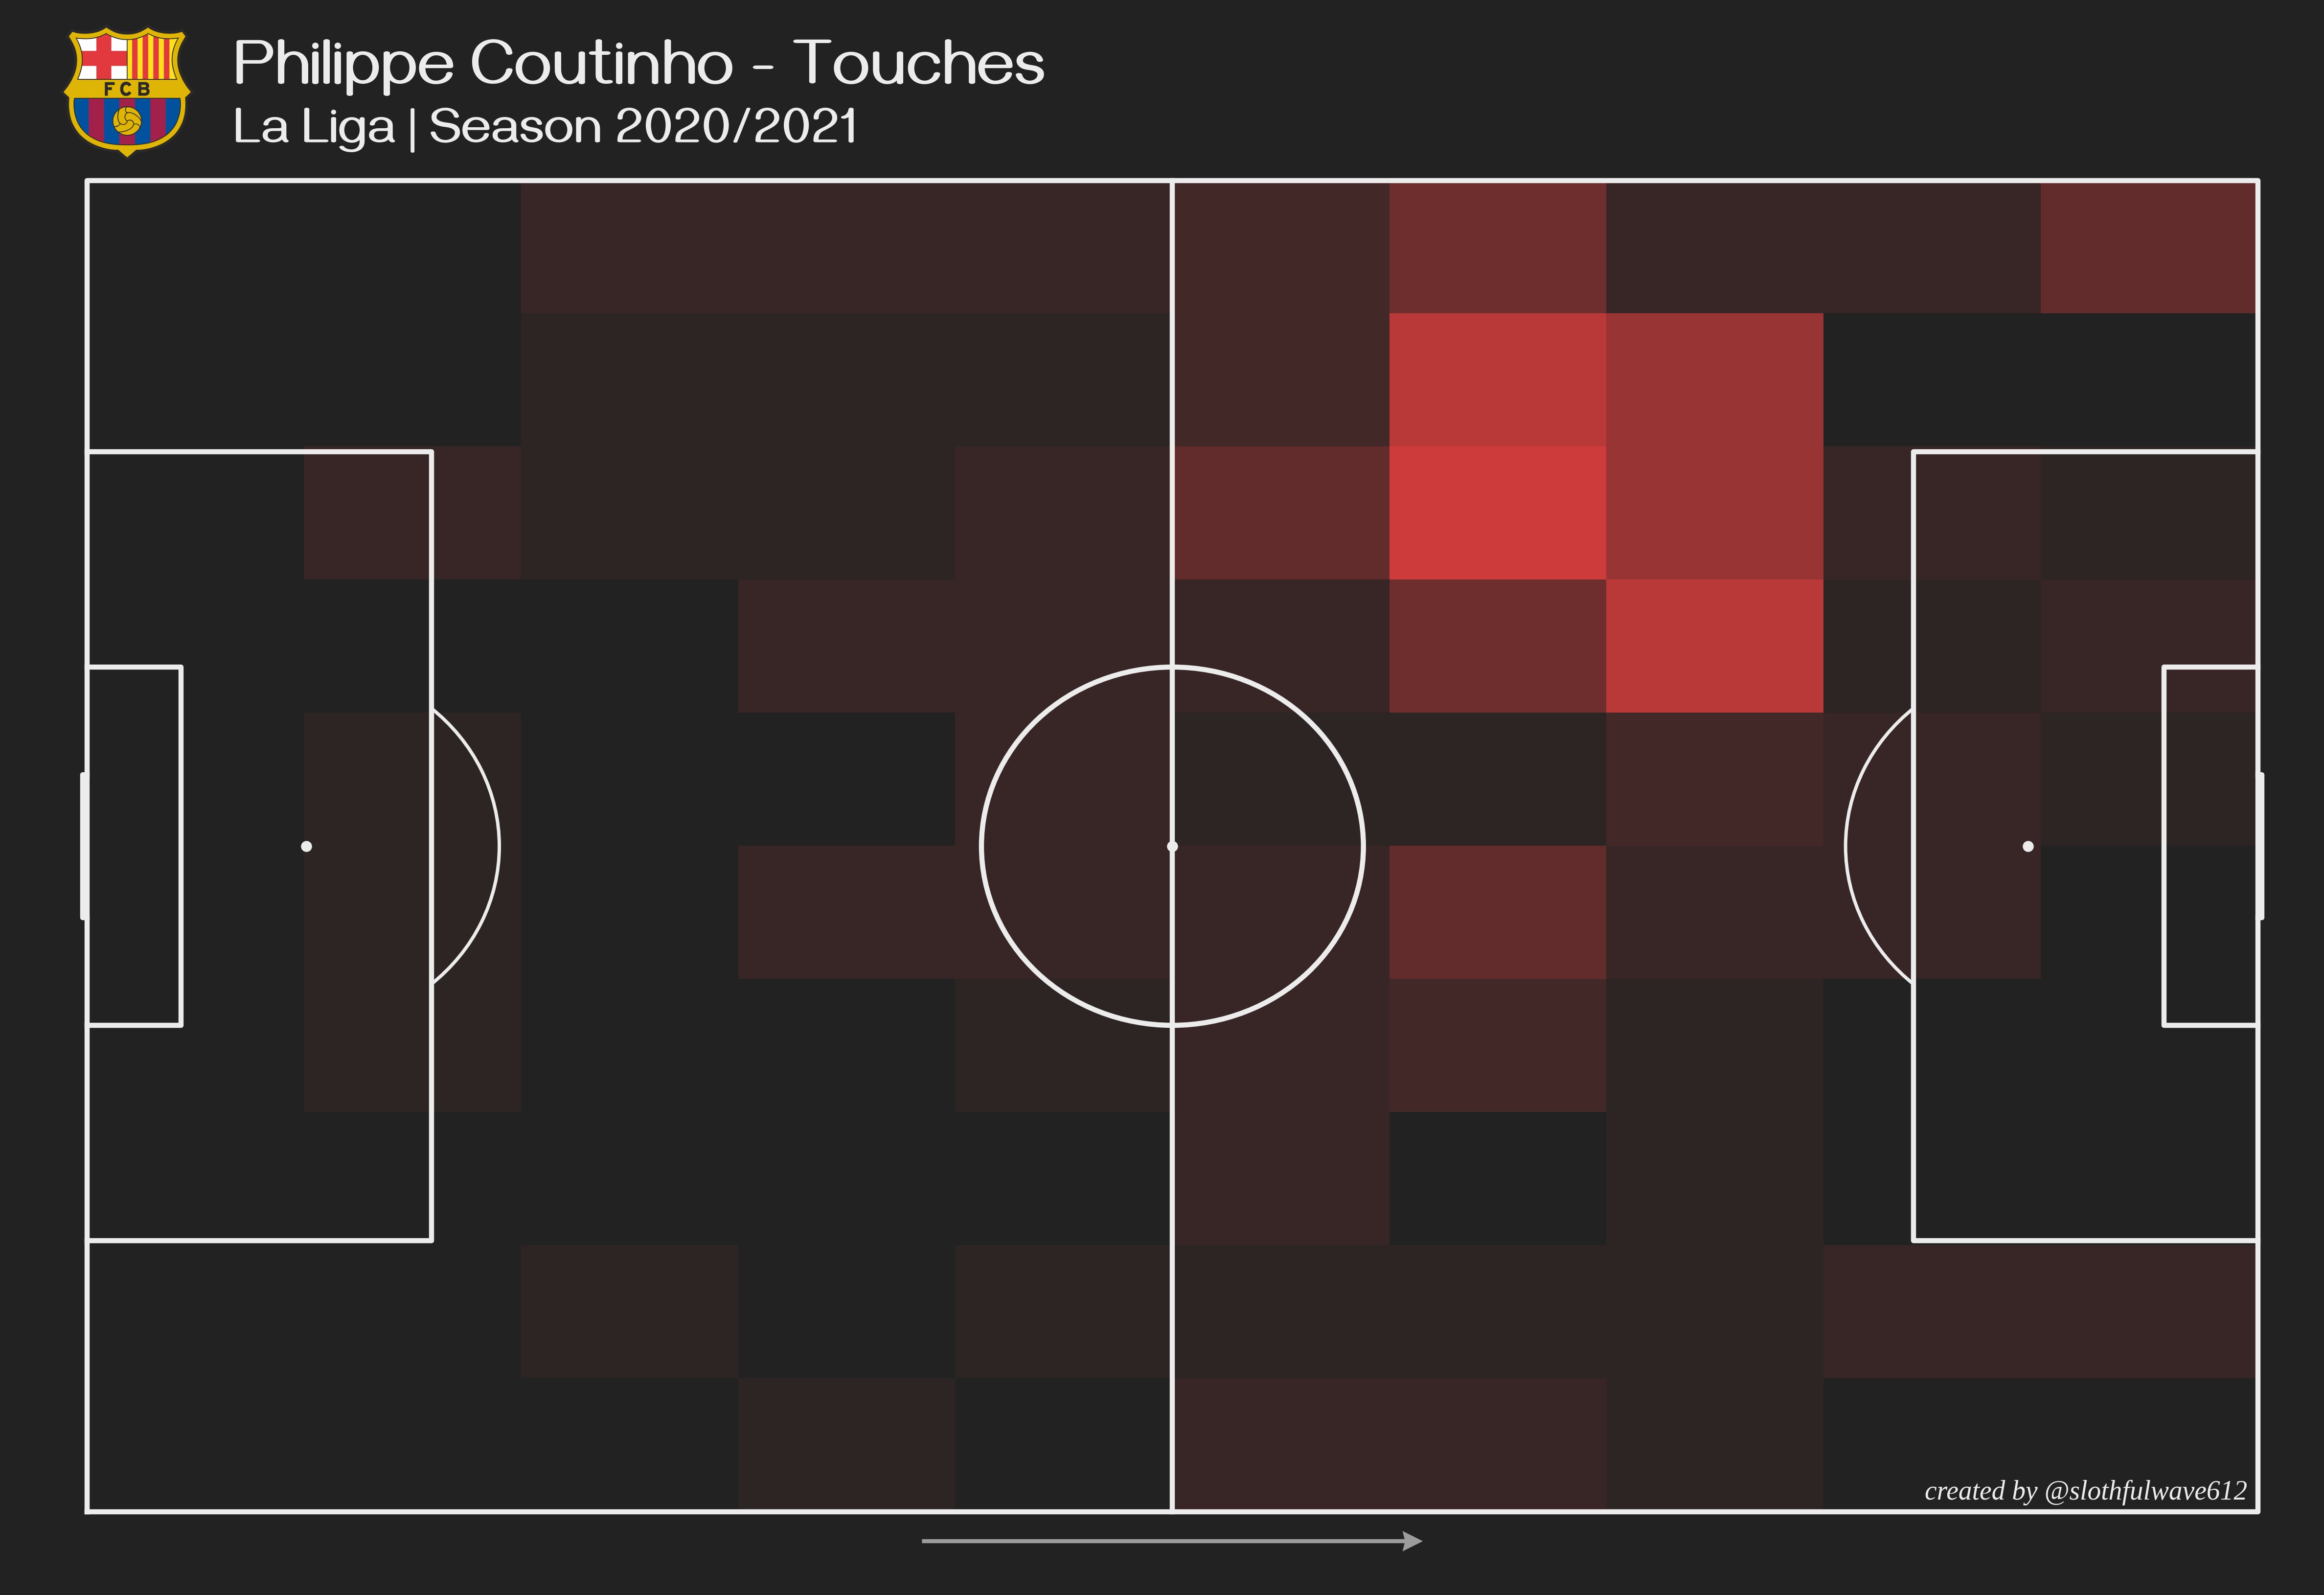 FCB
Philippe Coutinho - Touches
La Liga | Season 2020/2021
created by @slothfulwave612